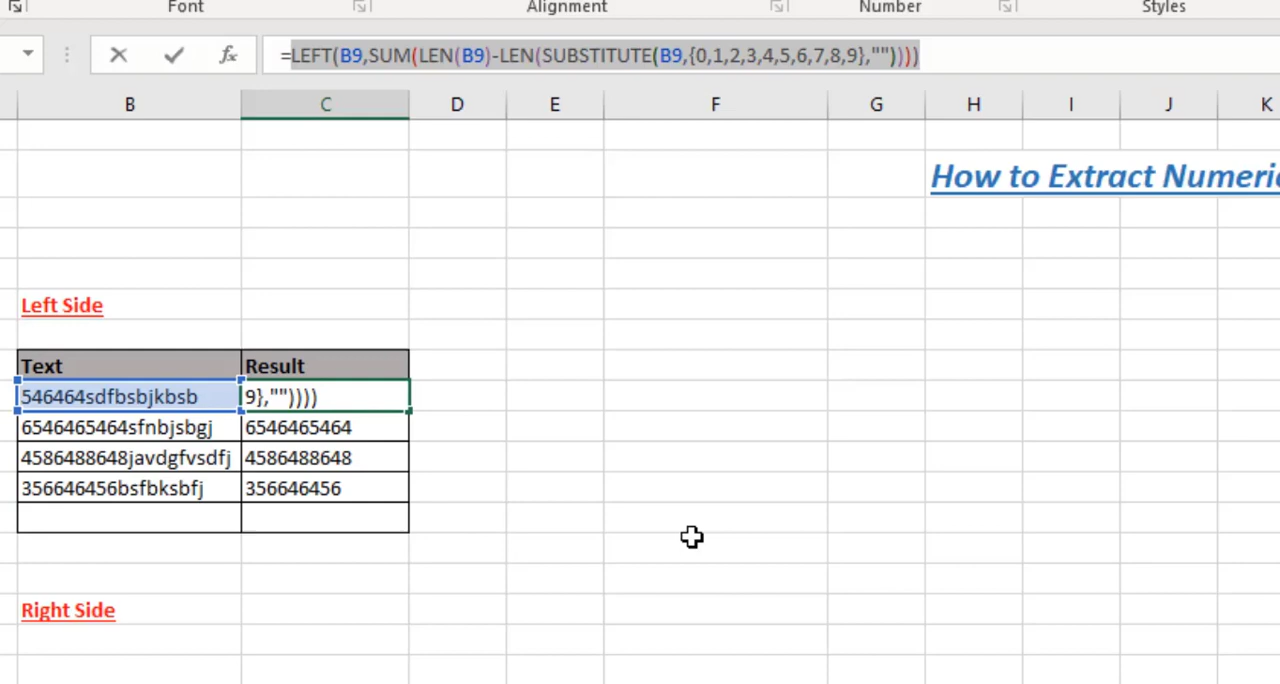 Font Alignment Number Styles
fx =LEFT(B9,SUM(LEN(B9)-LEN(SUBSTITUTE(B9,{0,1,2,3,4,5,6,7,8,9},""))))
B C D E F G H I J K
How to Extract Numeri
Left Side
Text Result
546464sdfbsbjkbsb 9},""))))
6546465464sfnbjsbgj 6546465464
4586488648javdgfvsdfj 4586488648
356646456bsfbksbfj 356646456
Right Side